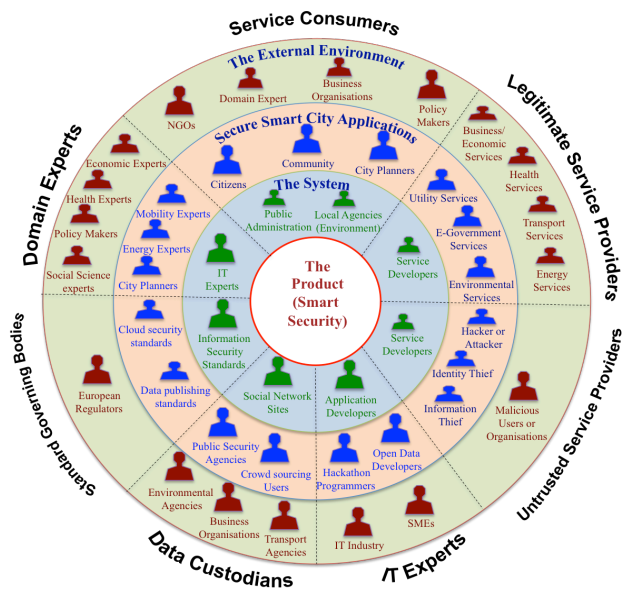 Service Consumers
The External Environment
Business
Organisations
Domain Expert
Policy
Makers
NGOs
Secure Smart City Applications
Community
City Planners
Citizens
The System
Public
Administration
Local Agencies
(Environment)
The
Product
(Smart
Security)
Legitimate Service Providers
Business/
Economic
Services
Health
Services
Transport
Services
Energy
Services
Utility Services
E-Government
Services
Environmental
Services
Service
Developers
Untrusted Service Providers
Malicious
Users or
Organisations
Hacker or
Attacker
Identity Thief
Information
Thief
Service
Developers
IT Experts
SMEs
IT Industry
Open Data
Developers
Hackathon
Programmers
Application
Developers
Data Custodians
Environmental
Agencies
Business
Organisations
Transport
Agencies
Public Security
Agencies
Crowd sourcing
Users
Social Network
Sites
Standard Governing Bodies
European
Regulators
Cloud security
standards
Data publishing
standards
Information
Security
Standards
Domain Experts
Economic Experts
Health Experts
Policy Makers
Social Science
experts
Mobility Experts
Energy Experts
City Planners
IT
Experts